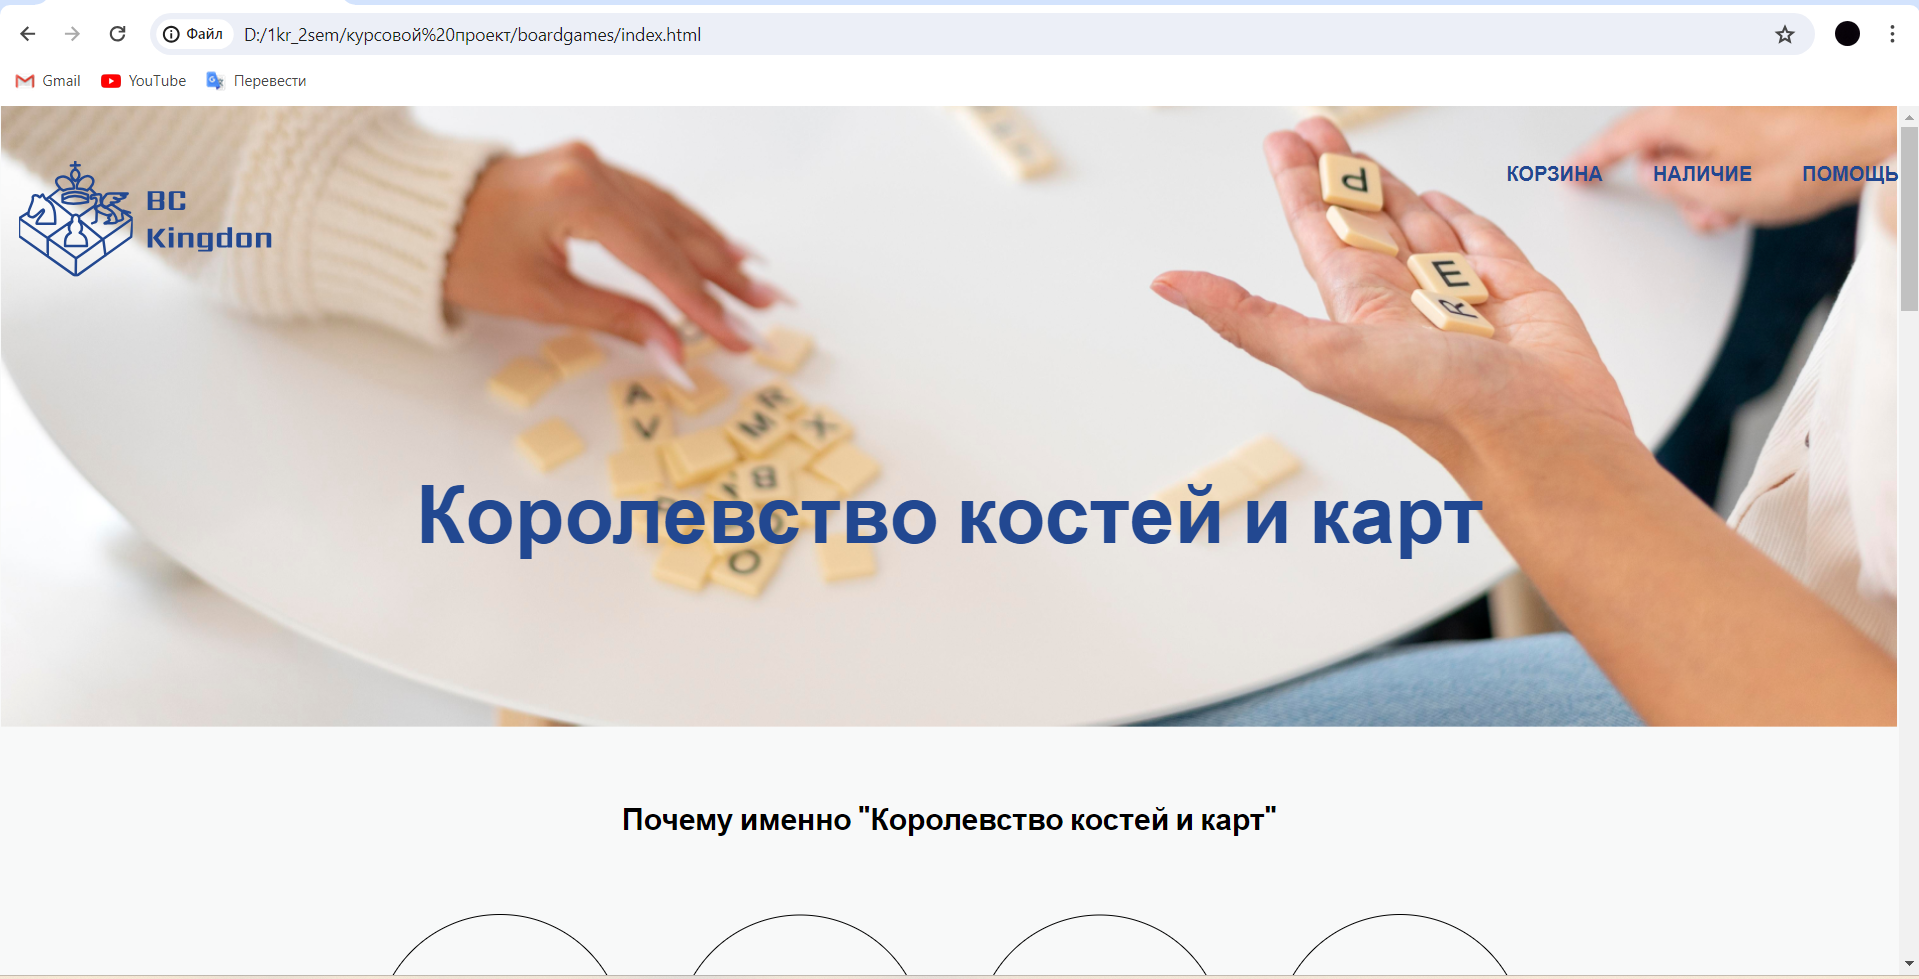 Файл
D:/1kr_2sem/курсовой%20проект/boardgames/index.html
Gmail
YouTube
Перевести
BC
Kingdon
КОРЗИНА
НАЛИЧИЕ
ПОМОЩЬ
P
E
R
A
V
R
M
X
B
O
Королевство костей и карт
Почему именно "Королевство костей и карт"